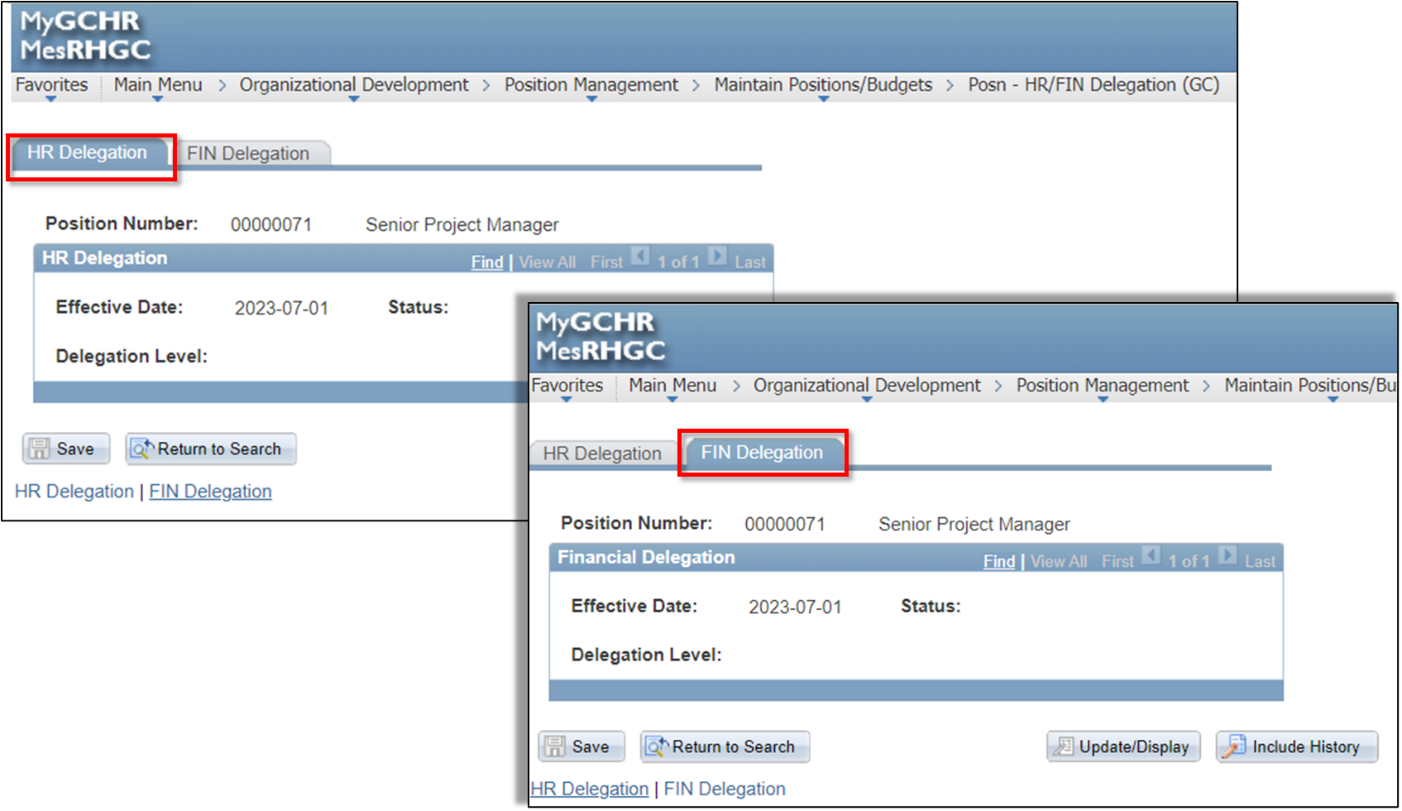 MyGCHR
MesRHGC
Favorites Main Menu > Organizational Development > Position Management > Maintain Positions/Budgets > Posn - HR/FIN Delegation (GC)
HR Delegation FIN Delegation
Position Number: 00000071 Senior Project Manager
HR Delegation Find | View All First 1 of 1 Last
Effective Date: 2023-07-01 Status:
Delegation Level:
Save Return to Search
HR Delegation | FIN Delegation
MyGCHR
MesRHGC
Favorites Main Menu > Organizational Development > Position Management > Maintain Positions/Bu
HR Delegation FIN Delegation
Position Number: 00000071 Senior Project Manager
Financial Delegation Find | View All First 1 of 1 Last
Effective Date: 2023-07-01 Status:
Delegation Level:
Save Return to Search Update/Display Include History
HR Delegation | FIN Delegation